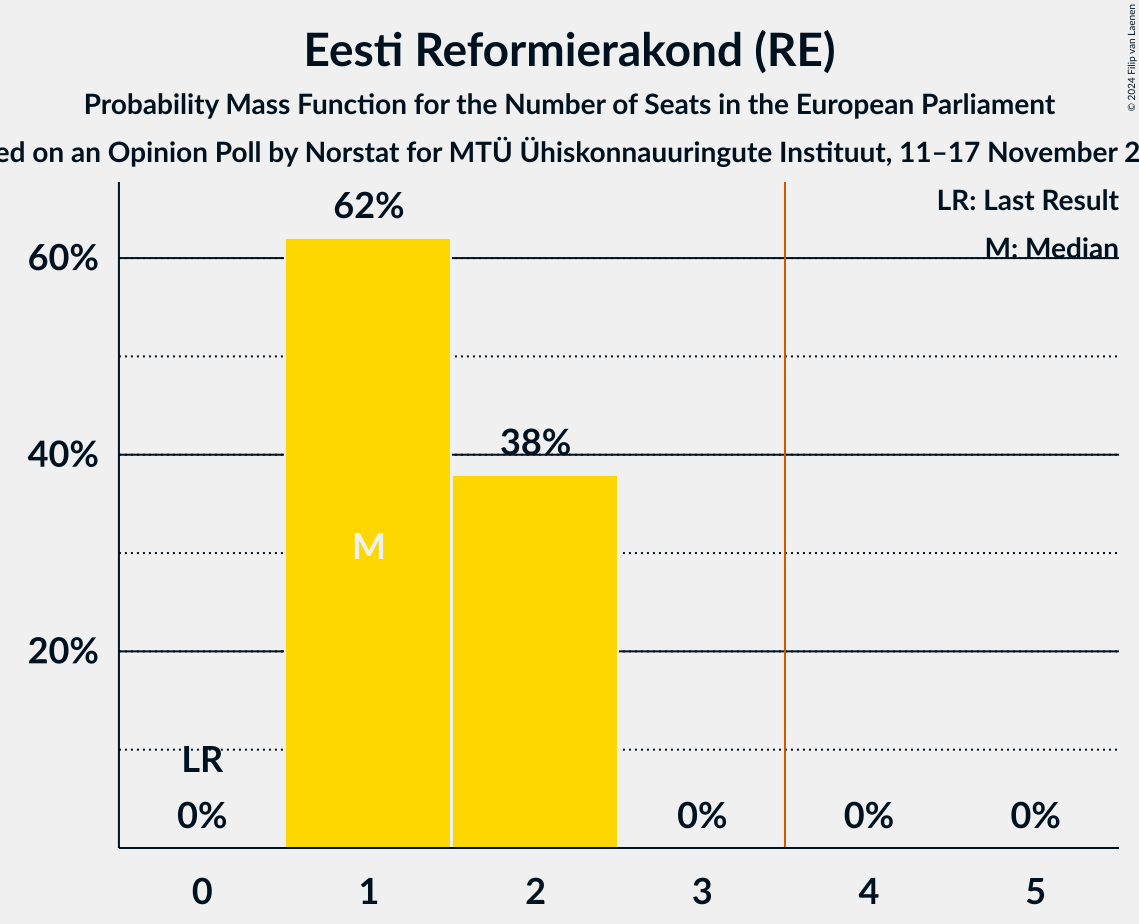 Eesti Reformierakond (RE)
Probability Mass Function for the Number of Seats in the European Parliament
ed on an Opinion Poll by Norstat for MTÜ Ühiskonnauuringute Instituut, 11–17 November 2
© 2024 Filip van Laenen
LR: Last Result
M: Median
62%
60%
38%
40%
M
20%
LR
0%
0%
0%
0%
0
1
2
3
4
5